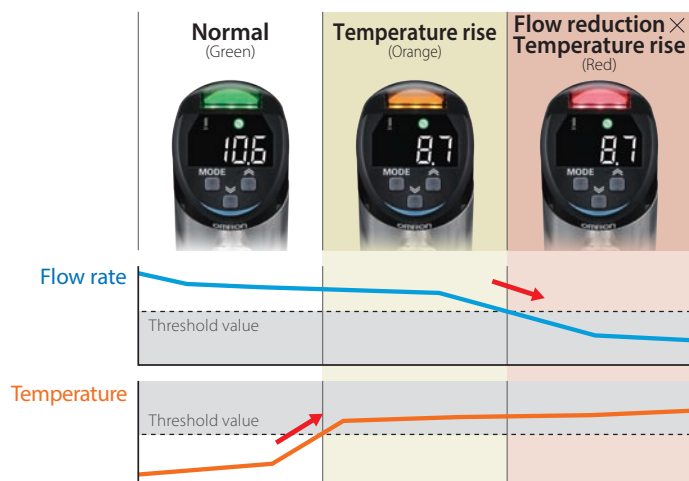 Normal
(Green)
Temperature rise
(Orange)
Flow reduction ×
Temperature rise
(Red)
10.6
MODE
OMRON
8.7
MODE
OMRON
8.7
MODE
OMRON
Flow rate
Threshold value
Temperature
Threshold value